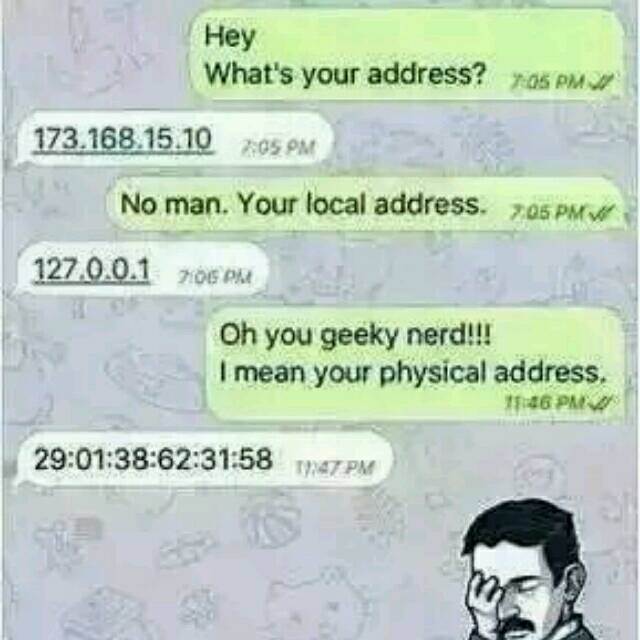 Hey
What's your address? 7:05 PM
173.168.15.10 7:05 PM
No man. Your local address. 7:05 PM
127.0.0.1 7:06 PM
Oh you geeky nerd!!!
I mean your physical address.
11:46 PM
29:01:38:62:31:58 11:47 PM